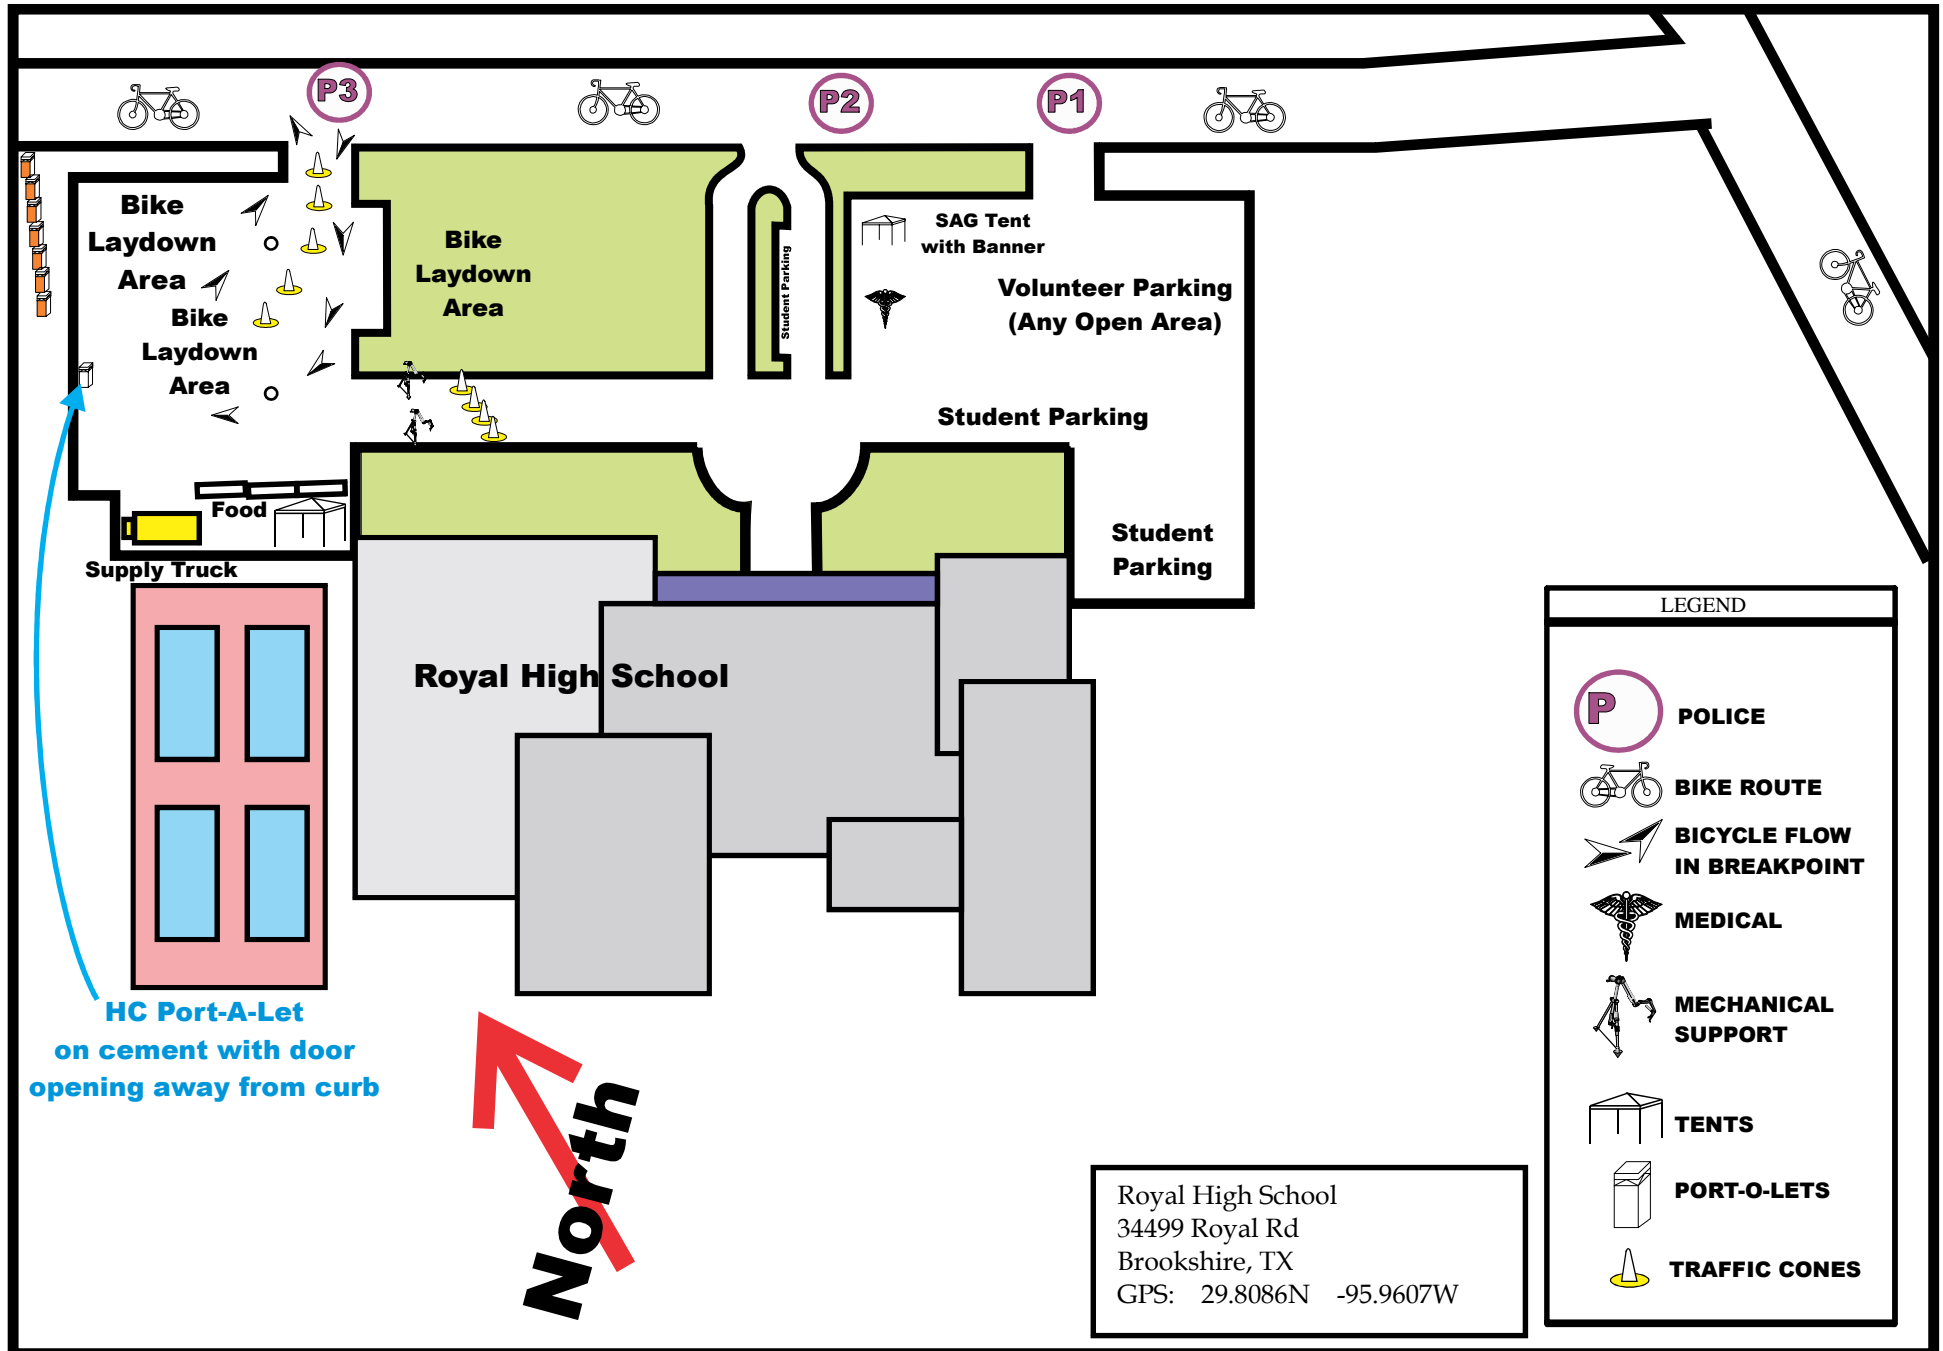 P3
P2
P1
Bike
Laydown
Area
Bike
Laydown
Area
Bike
Laydown
Area
Student Parking
SAG Tent
with Banner
Volunteer Parking
(Any Open Area)
Student Parking
Student
Parking
Food
Supply Truck
Royal High School
HC Port-A-Let
on cement with door
opening away from curb
North
Royal High School
34499 Royal Rd
Brookshire, TX
GPS: 29.8086N -95.9607W
LEGEND
P
POLICE
BIKE ROUTE
BICYCLE FLOW
IN BREAKPOINT
MEDICAL
MECHANICAL
SUPPORT
TENTS
PORT-O-LETS
TRAFFIC CONES